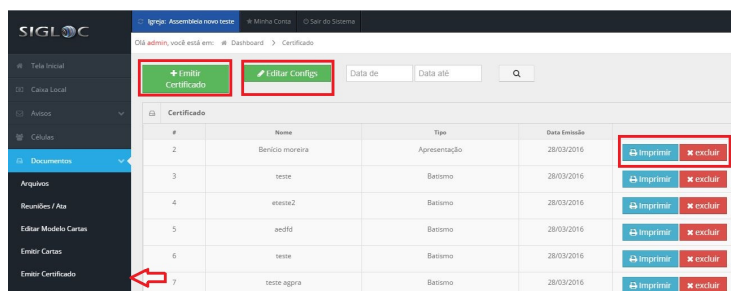 SIGLOC
Igreja: Assembleia novo teste
Minha Conta
Sair do Sistema
Olá admin, você está em: Dashboard > Certificado
Tela Inicial
Caixa Local
Avisos
Células
Documentos
Arquivos
Reuniões / Ata
Editar Modelo Cartas
Emitir Cartas
Emitir Certificado
+ Emitir
Certificado
Editar Configs
Data de
Data até
Certificado
# Nome Tipo Data Emissão
2 Benício moreira Apresentação 28/03/2016 Imprimir x excluir
3 teste Batismo 28/03/2016 Imprimir x excluir
4 eteste2 Batismo 28/03/2016 Imprimir x excluir
5 aedfd Batismo 28/03/2016 Imprimir x excluir
6 teste Batismo 28/03/2016 Imprimir x excluir
7 teste agpra Batismo 28/03/2016 Imprimir x excluir